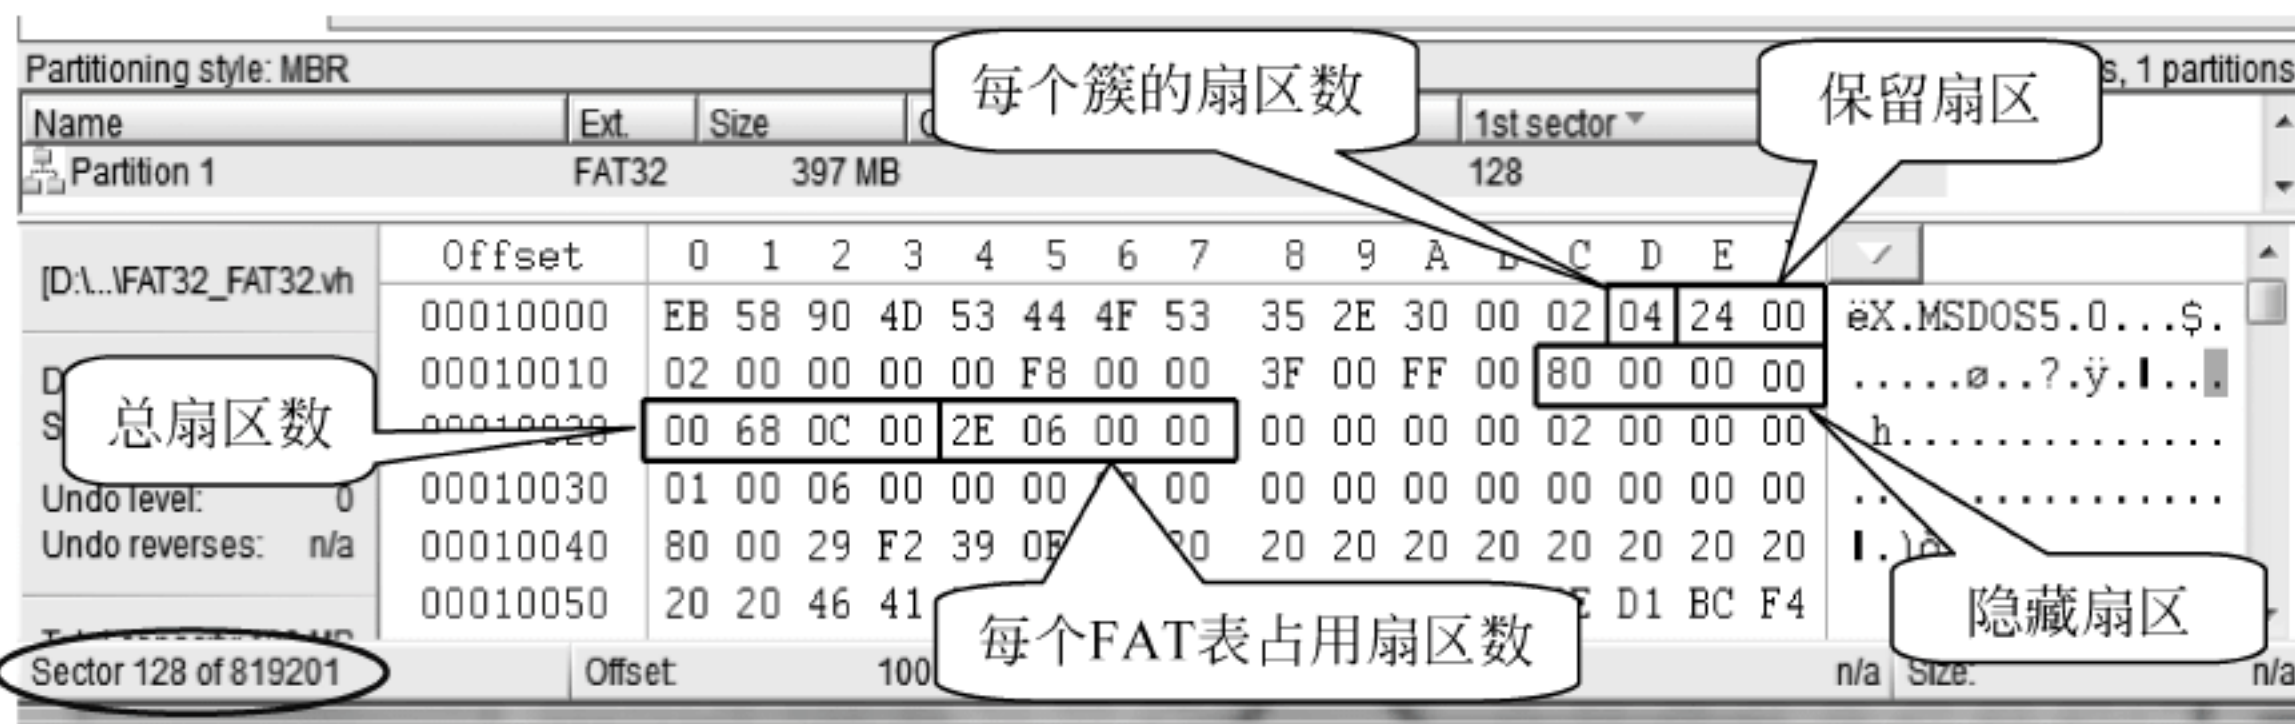 每个簇的扇区数
保留扇区
Partitioning style: MBR
s, 1 partitions
Name Ext. Size 1st sector
Partition 1 FAT32 397 MB 128
[D:\...\FAT32_FAT32.vh
Offset 0 1 2 3 4 5 6 7 8 9 A B C D E
00010000 EB 58 90 4D 53 44 4F 53 35 2E 30 00 02 04 24 00 ëX.MSDOS5.0...$.
00010010 02 00 00 00 00 F8 00 00 3F 00 FF 00 80 00 00 00 .....ø..?.ÿ.▌...
总扇区数
00010020 00 68 0C 00 2E 06 00 00 00 00 00 00 02 00 00 00 h..............
Undo level: 0
00010030 01 00 06 00 00 00 00 00 00 00 00 00 00 00 00
Undo reverses: n/a
00010040 80 00 29 F2 39 20 20 20 20 20 20 20 20 20
00010050 20 20 46 41 D1 BC F4
每个FAT表占用扇区数
隐藏扇区
Sector 128 of 819201 Offset: 100 n/a Size: n/a